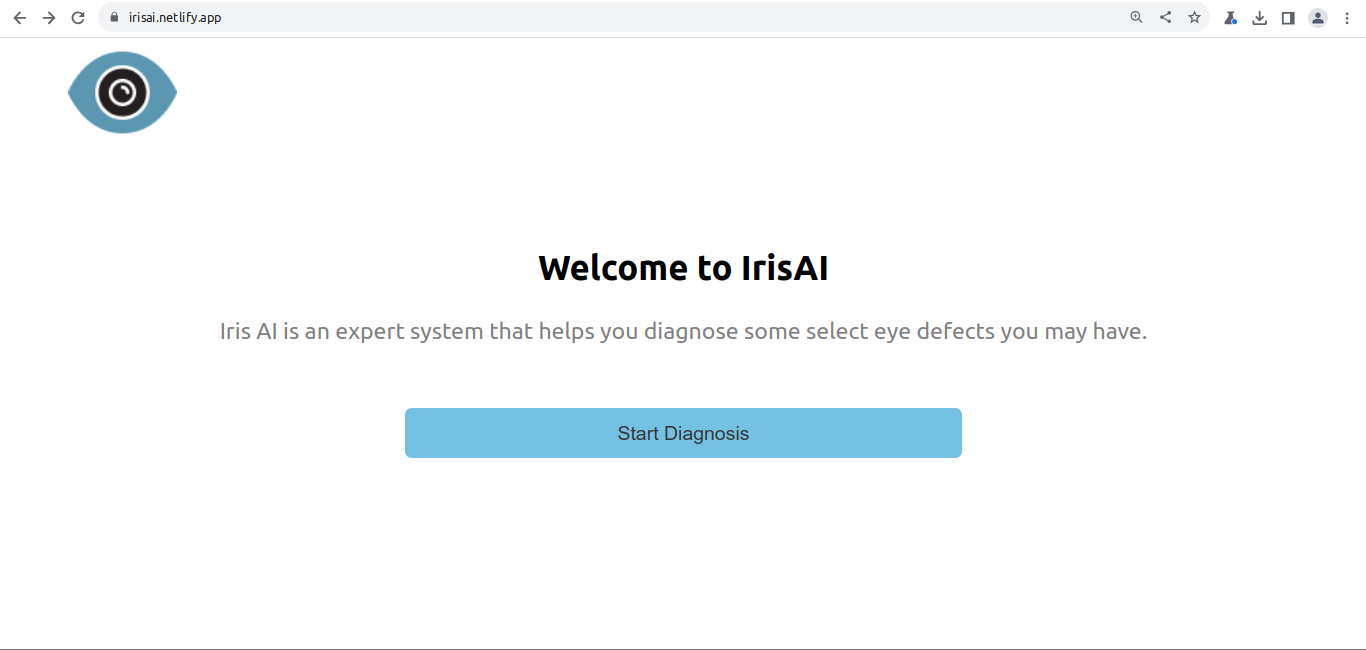 irisai.netlify.app
Welcome to IrisAI
Iris AI is an expert system that helps you diagnose some select eye defects you may have.
Start Diagnosis